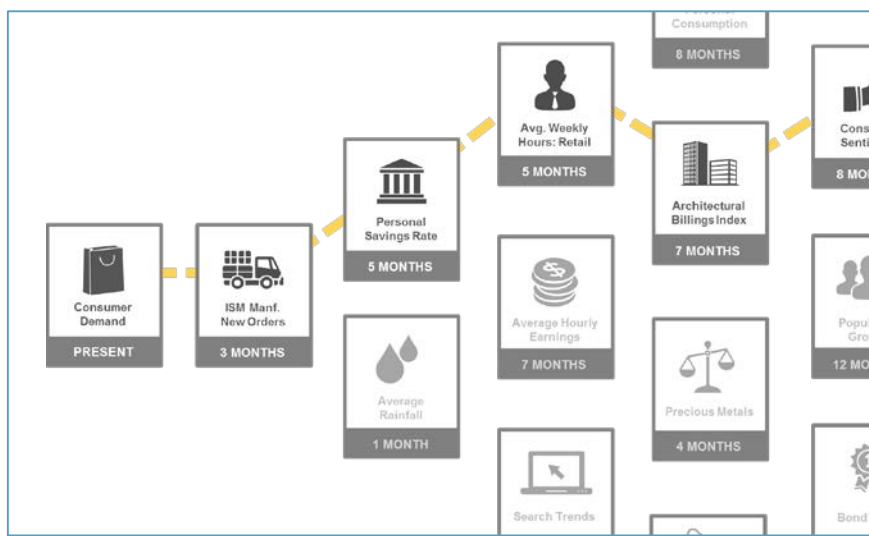 Consumption
8 MONTHS
Avg. Weekly
Hours: Retail
5 MONTHS
Architectural
Billings Index
7 MONTHS
8
Personal
Savings Rate
5 MONTHS
Consumer
Demand
PRESENT
ISM Manf.
New Orders
3 MONTHS
Average Hourly
Earnings
7 MONTHS
12
Average
Rainfall
1 MONTH
Precious Metals
4 MONTHS
Search Trends
Bond